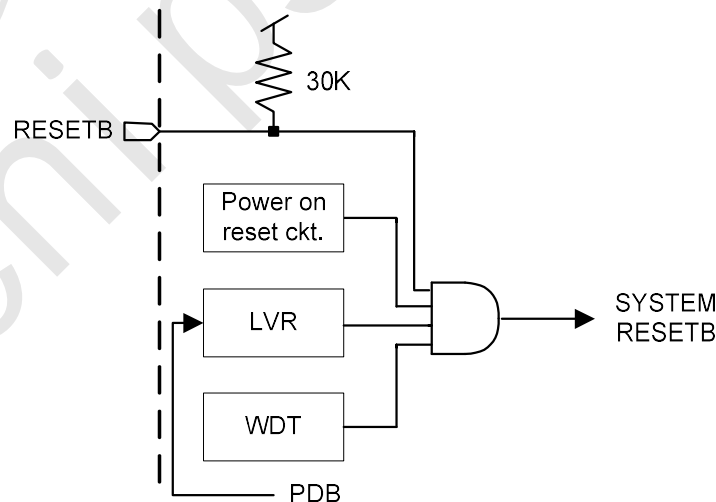 30K
RESETB
Power on
reset ckt.
LVR
SYSTEM
RESETB
WDT
PDB